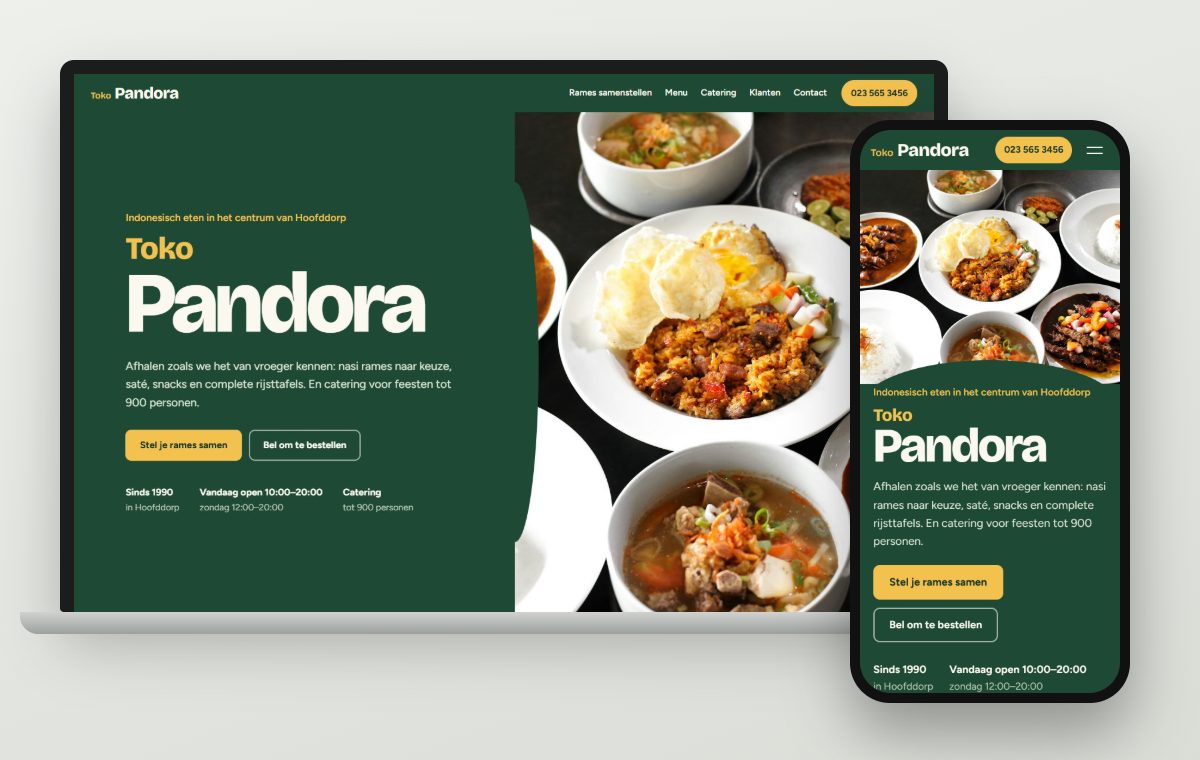 Toko Pandora
Rames samenstellen Menu Catering Klanten Contact 023 565 3456
Indonesisch eten in het centrum van Hoofddorp
Toko
Pandora
Afhalen zoals we het van vroeger kennen: nasi rames naar keuze,
saté, snacks en complete rijsttafels. En catering voor feesten tot
900 personen.
Stel je rames samen Bel om te bestellen
Sinds 1990 Vandaag open 10:00–20:00 Catering
in Hoofddorp zondag 12:00–20:00 tot 900 personen
Toko Pandora 023 565 3456
Indonesisch eten in het centrum van Hoofddorp
Toko
Pandora
Afhalen zoals we het van vroeger kennen: nasi
rames naar keuze, saté, snacks en complete
rijsttafels. En catering voor feesten tot 900
personen.
Stel je rames samen
Bel om te bestellen
Sinds 1990 Vandaag open 10:00–20:00
in Hoofddorp zondag 12:00–20:00